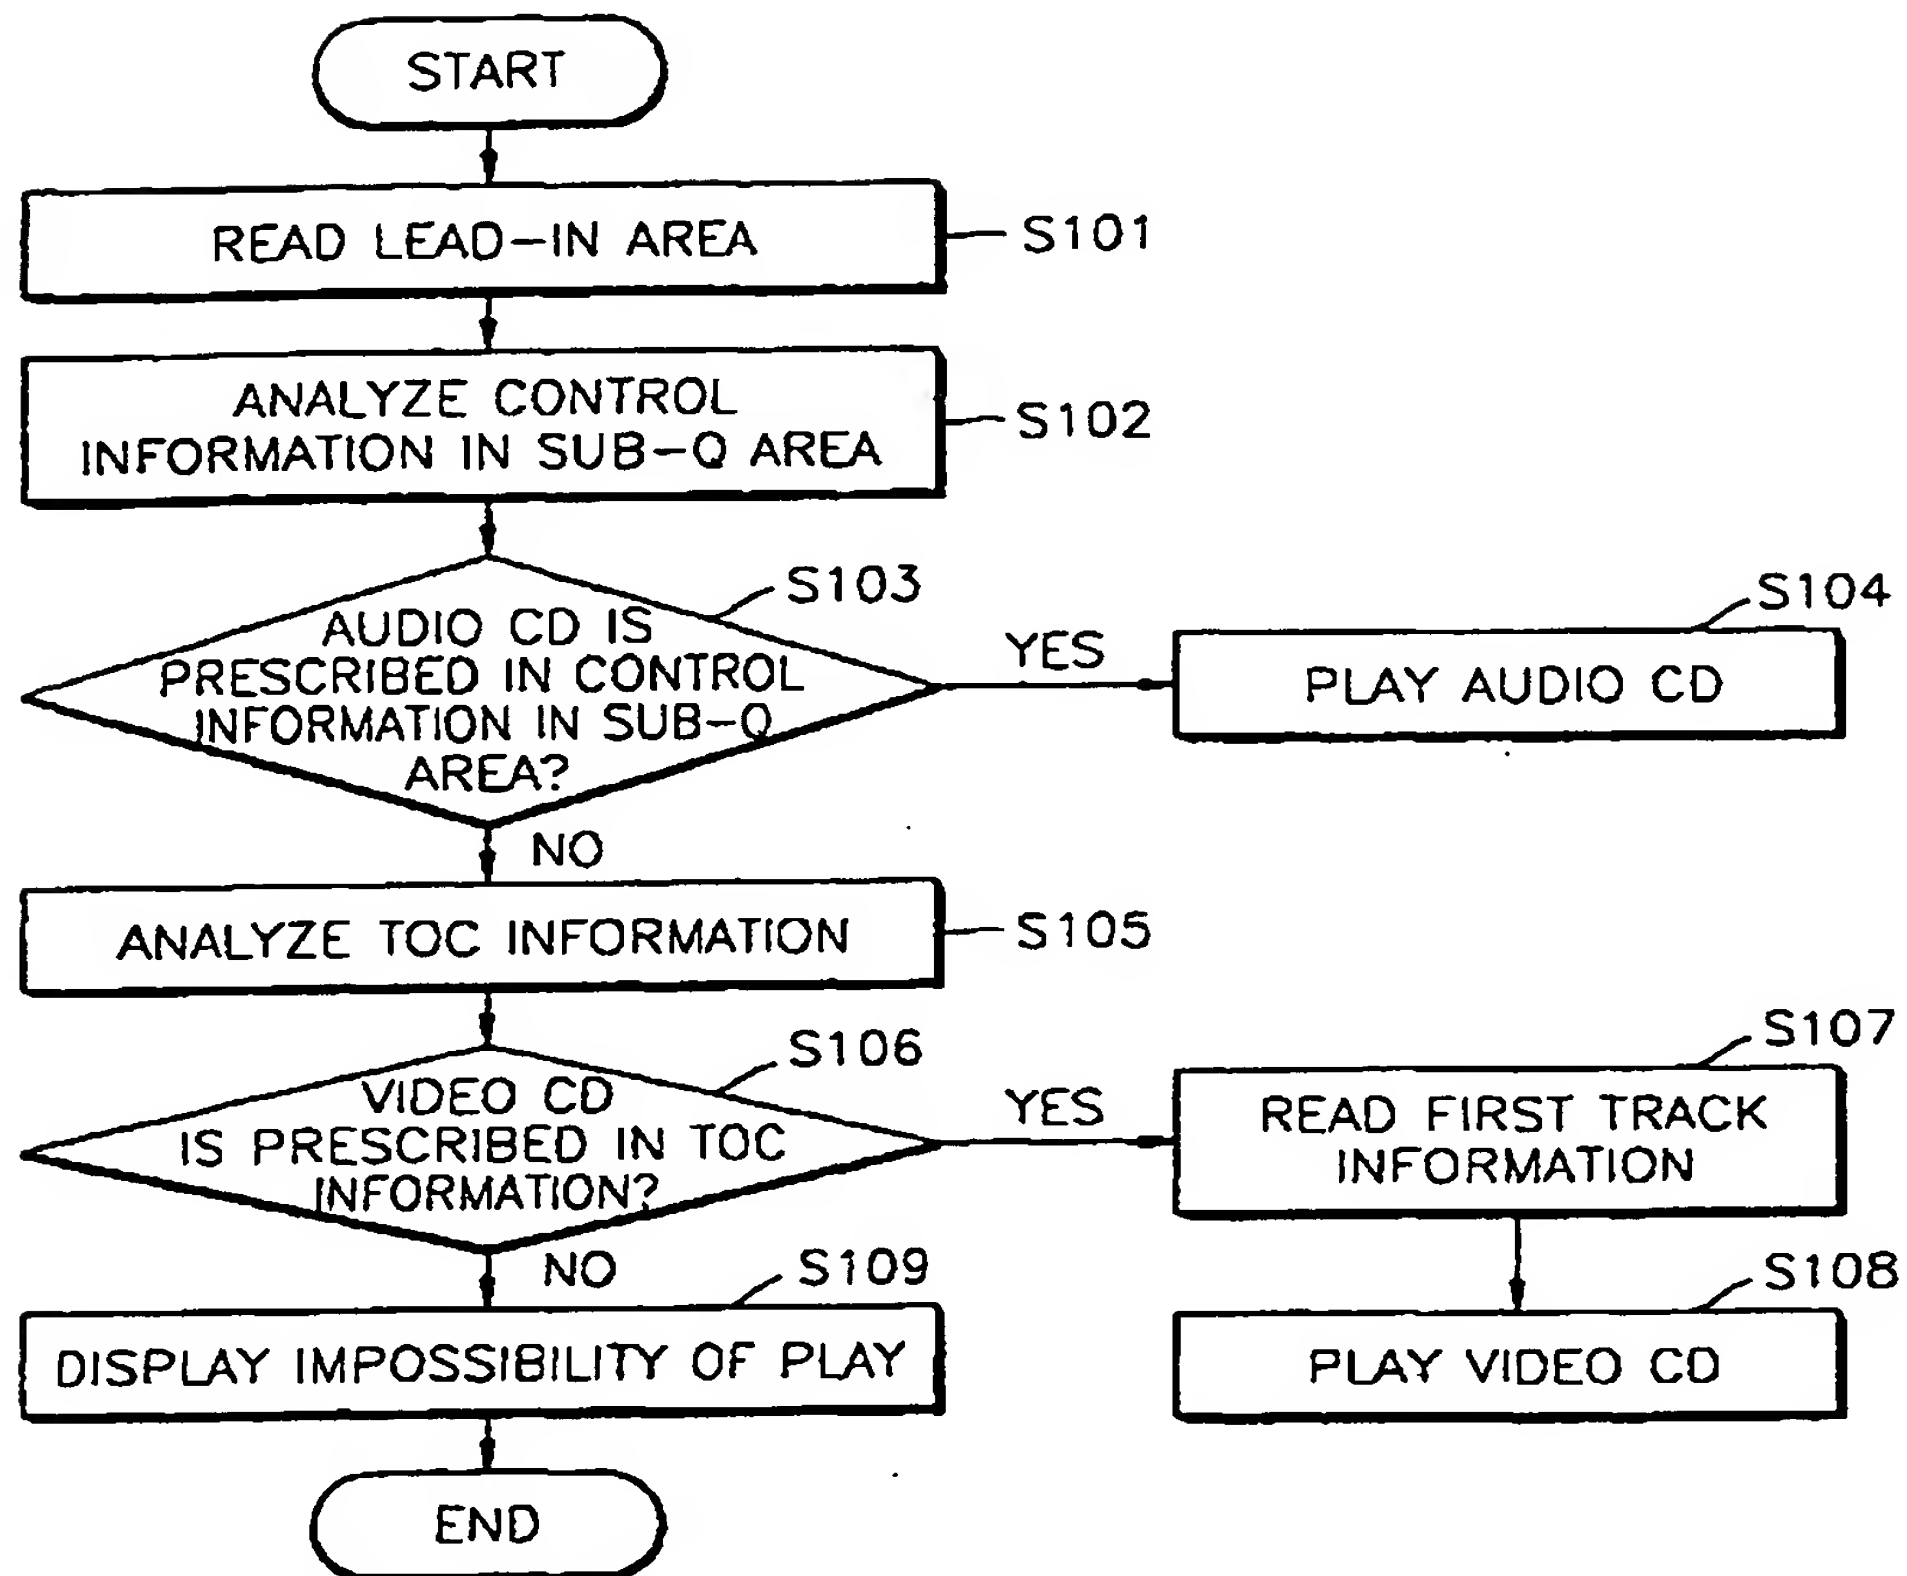 START
READ LEAD-IN AREA
S101
ANALYZE CONTROL
INFORMATION IN SUB-Q AREA
S102
S103
AUDIO CD IS
PRESCRIBED IN CONTROL
INFORMATION IN SUB-Q
AREA?
YES
S104
PLAY AUDIO CD
NO
ANALYZE TOC INFORMATION
S105
S106
VIDEO CD
IS PRESCRIBED IN TOC
INFORMATION?
YES
S107
READ FIRST TRACK
INFORMATION
NO
S109
DISPLAY IMPOSSIBILITY OF PLAY
S108
PLAY VIDEO CD
END